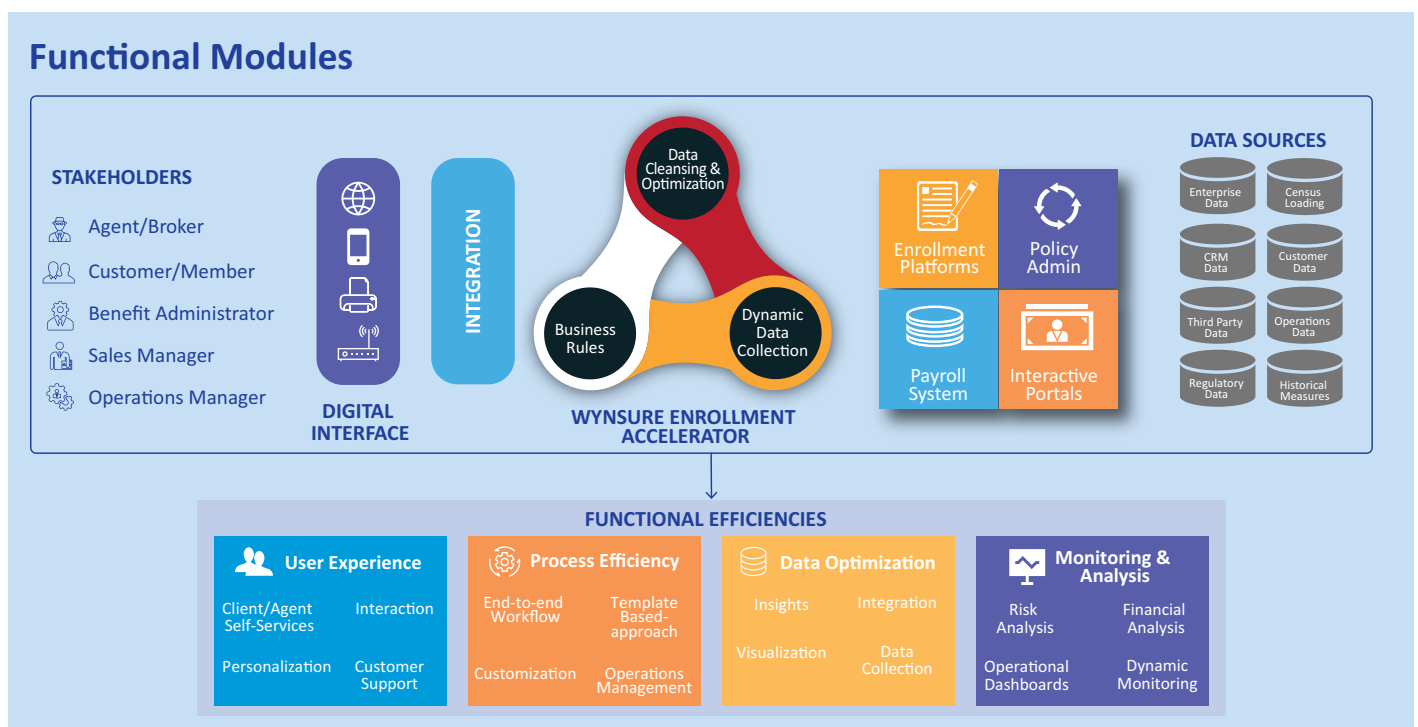 Functional Modules
STAKEHOLDERS
Agent/Broker
Customer/Member
Benefit Administrator
Sales Manager
Operations Manager
DIGITAL
INTERFACE
INTEGRATION
Data
Cleansing &
Optimization
Business
Rules
Dynamic
Data
Collection
WYNSURE ENROLLMENT
ACCELERATOR
Enrollment
Platforms
Policy
Admin
Payroll
System
Interactive
Portals
DATA SOURCES
Enterprise
Data
Census
Loading
CRM
Data
Customer
Data
Third Party
Data
Operations
Data
Regulatory
Data
Historical
Measures
FUNCTIONAL EFFICIENCIES
User Experience
Client/Agent
Self-Services
Interaction
Personalization
Customer
Support
Process Efficiency
End-to-end
Workflow
Template
Based-
approach
Customization
Operations
Management
Data Optimization
Insights
Integration
Visualization
Data
Collection
Monitoring &
Analysis
Risk
Analysis
Financial
Analysis
Operational
Dashboards
Dynamic
Monitoring